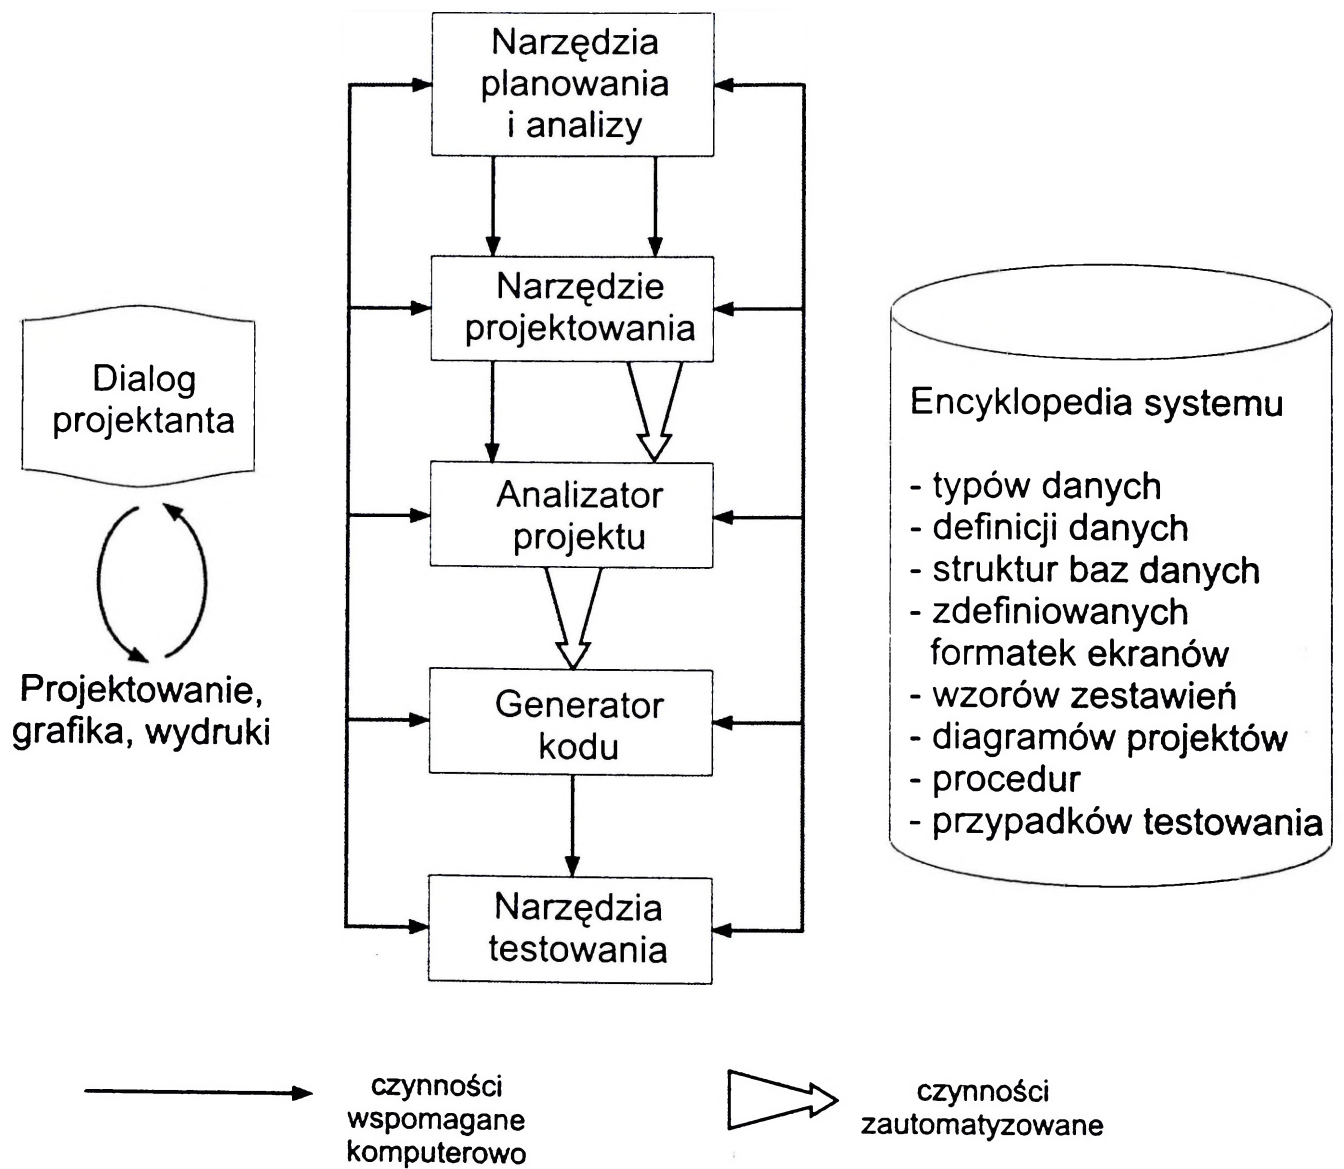 Narzędzia
planowania
i analizy
Narzędzie
projektowania
Dialog
projektanta
Analizator
projektu
Projektowanie,
grafika, wydruki
Generator
kodu
Narzędzia
testowania
Encyklopedia systemu
- typów danych
- definicji danych
- struktur baz danych
- zdefiniowanych
formatek ekranów
- wzorów zestawień
- diagramów projektów
- procedur
- przypadków testowania
czynności
wspomagane
komputerowo
czynności
zautomatyzowane